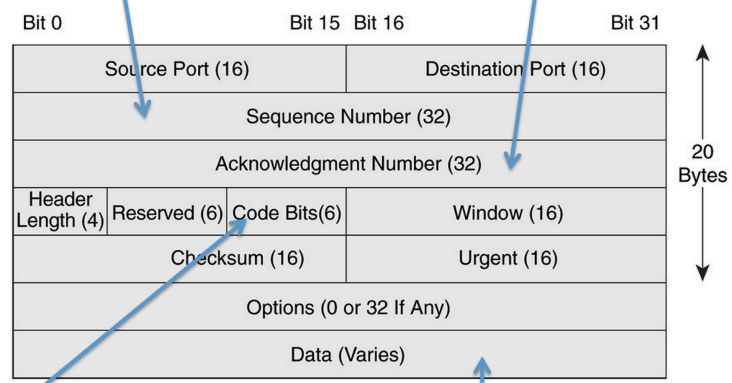 Bit 0 Bit 15 Bit 16 Bit 31
Source Port (16) Destination Port (16)
Sequence Number (32)
Acknowledgment Number (32)
20
Bytes
Header
Length (4) Reserved (6) Code Bits(6) Window (16)
Checksum (16) Urgent (16)
Options (0 or 32 If Any)
Data (Varies)